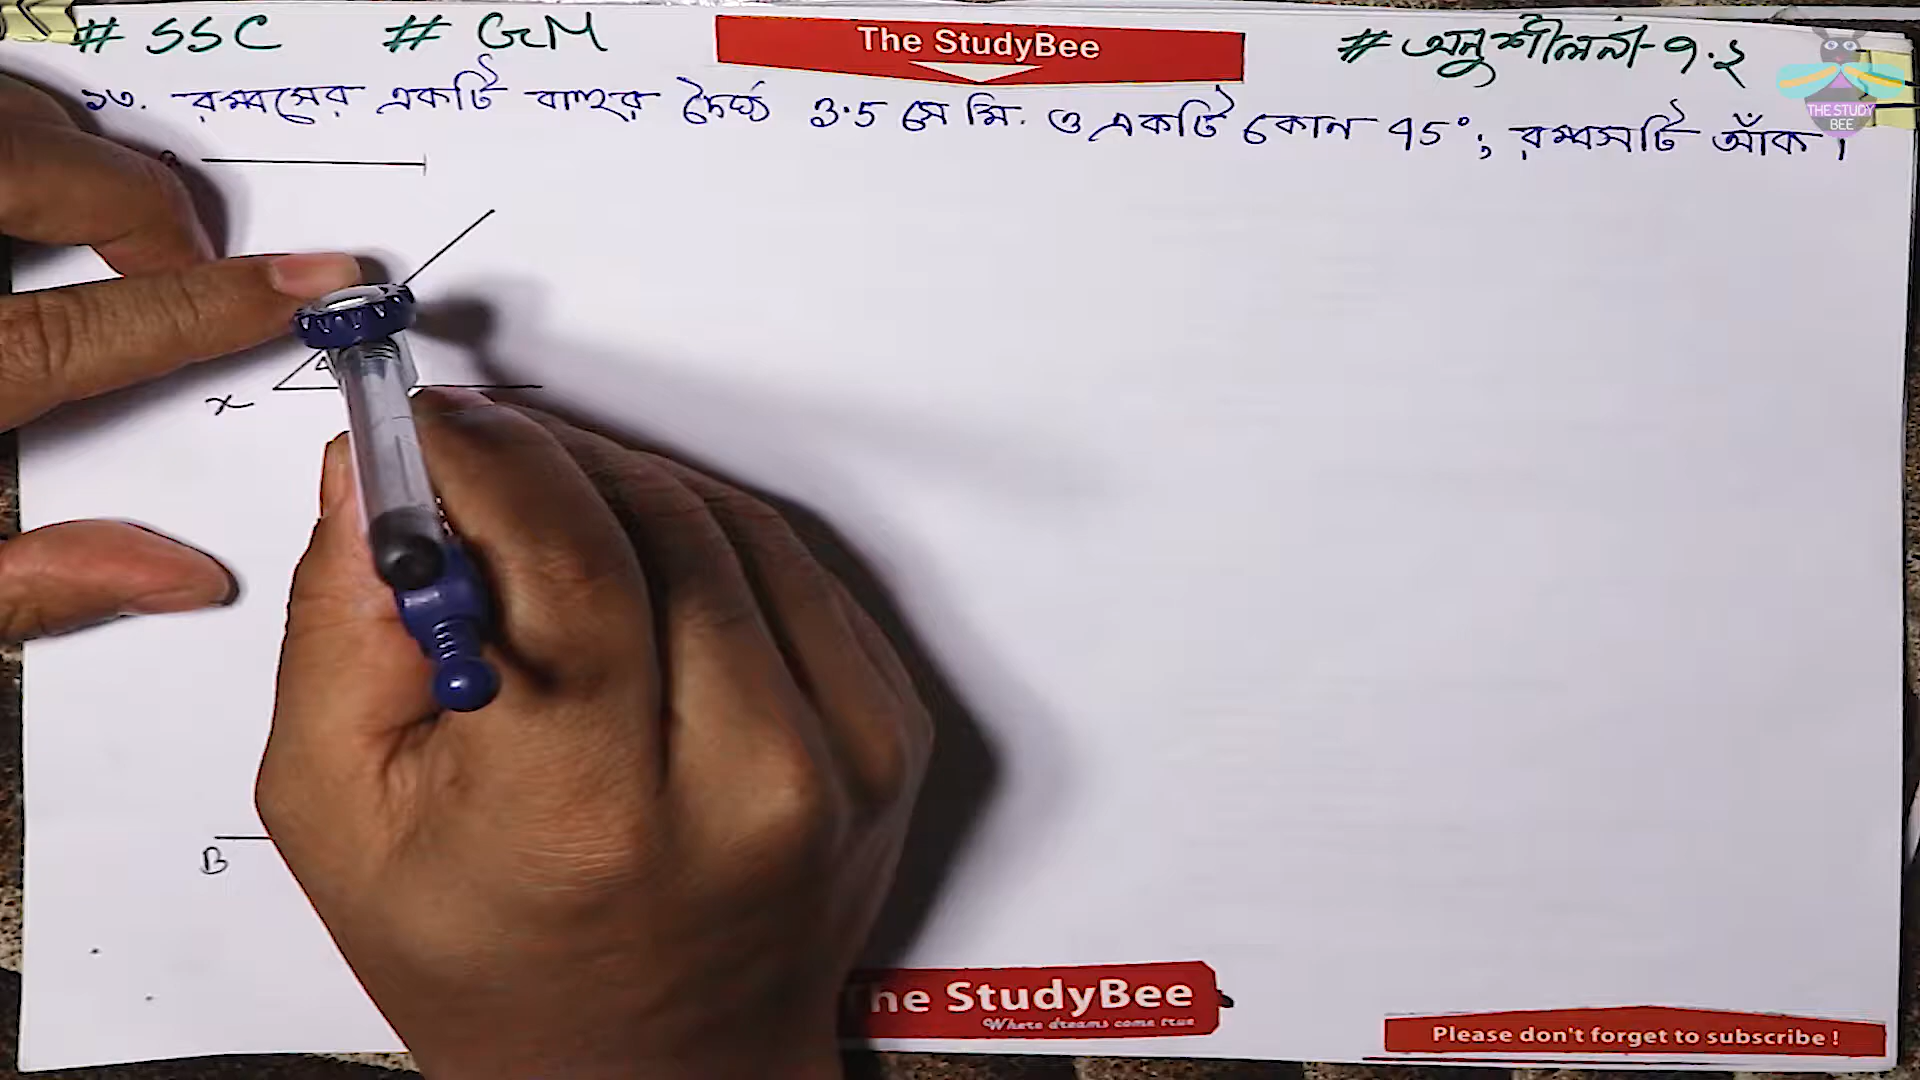 # SSC # GM The StudyBee # অনুশীলনী-৭.২
THE STUDY
BEE
১৩. রম্বসের একটি বাহুর দৈর্ঘ্য 3.5 সে মি. ও একটি কোন 45°; রম্বসটি আঁক।
x
B
The StudyBee
Where dreams come true
Please don't forget to subscribe !